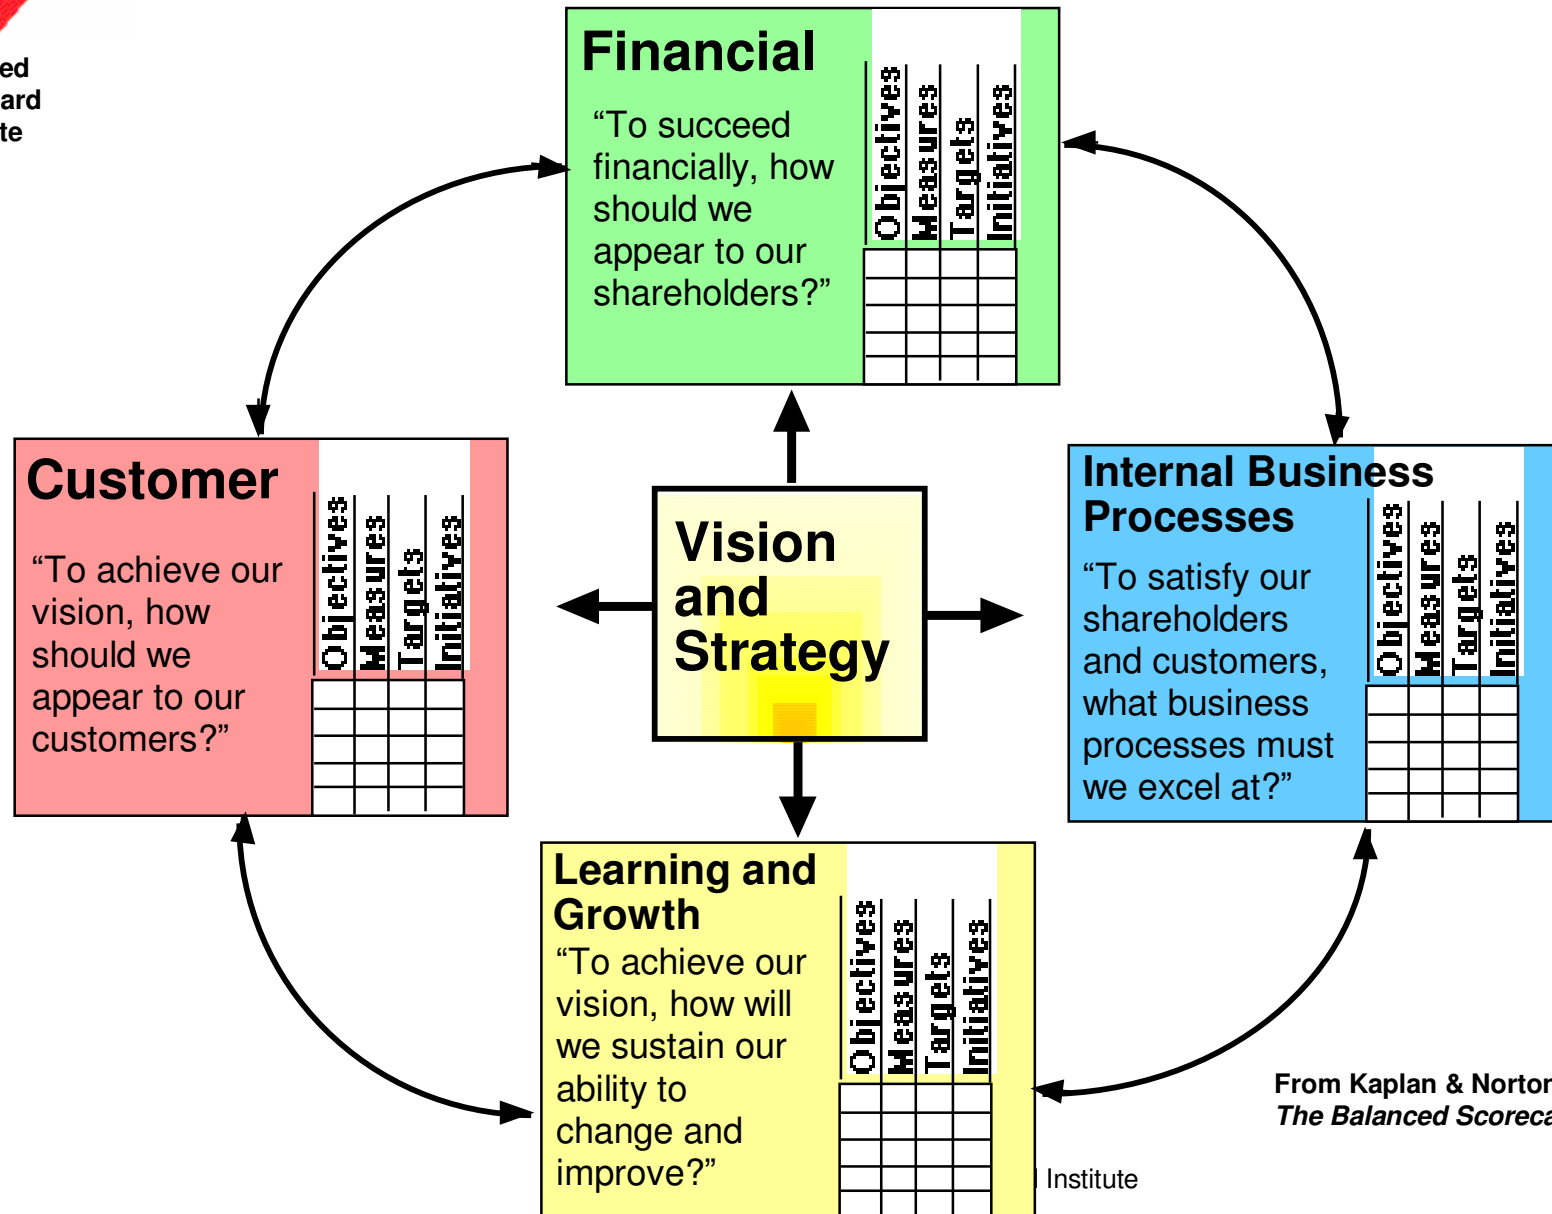 ed
ard
te
Financial
“To succeed
financially, how
should we
appear to our
shareholders?”
Objectives
Measures
Targets
Initiatives
Customer
“To achieve our
vision, how
should we
appear to our
customers?”
Objectives
Measures
Targets
Initiatives
Vision
and
Strategy
Internal Business
Processes
“To satisfy our
shareholders
and customers,
what business
processes must
we excel at?”
Objectives
Measures
Targets
Initiatives
Learning and
Growth
“To achieve our
vision, how will
we sustain our
ability to
change and
improve?”
Objectives
Measures
Targets
Initiatives
From Kaplan & Norton
The Balanced Scoreca
Institute